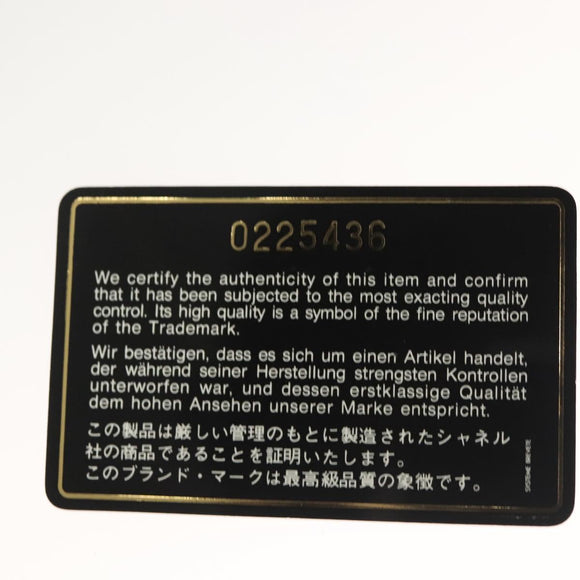 0225436
We certify the authenticity of this item and confirm
that it has been subjected to the most exacting quality
control. Its high quality is a symbol of the fine reputation
of the Trademark.
Wir bestätigen, dass es sich um einen Artikel handelt,
der während seiner Herstellung strengsten Kontrollen
unterworfen war, und dessen erstklassige Qualität
dem hohen Ansehen unserer Marke entspricht.
この製品は厳しい管理のもとに製造されたシャネル
社の商品であることを証明いたします。
このブランド・マークは最高級品質の象徴です。
SYSTEME BREVETE